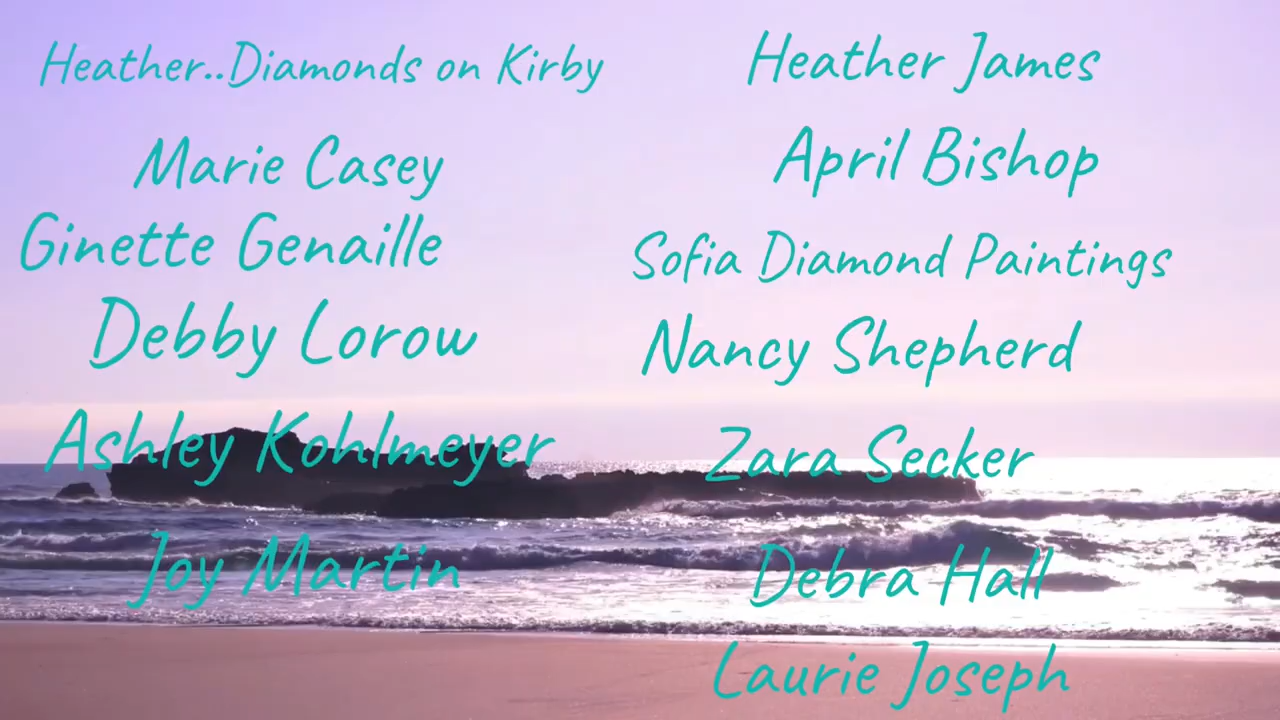 Heather..Diamonds on Kirby
Marie Casey
Ginette Genaille
Debby Lorow
Ashley Kohlmeyer
Joy Martin
Heather James
April Bishop
Sofia Diamond Paintings
Nancy Shepherd
Zara Secker
Debra Hall
Laurie Joseph